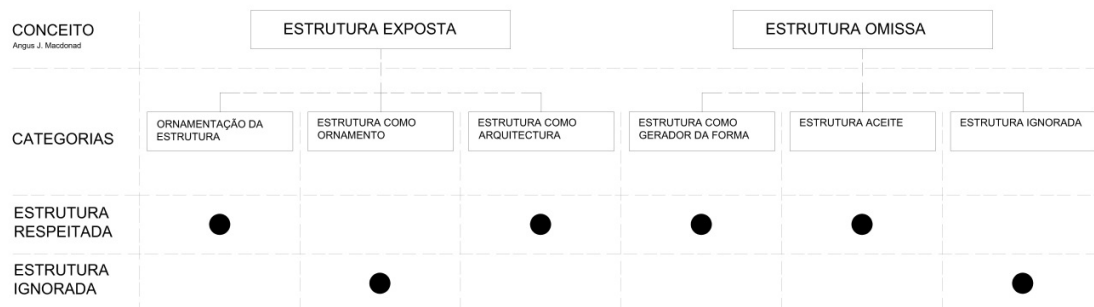 CONCEITO
Angus J. Macdonad
ESTRUTURA EXPOSTA
ESTRUTURA OMISSA
CATEGORIAS
ORNAMENTAÇÃO DA
ESTRUTURA
ESTRUTURA COMO
ORNAMENTO
ESTRUTURA COMO
ARQUITECTURA
ESTRUTURA COMO
GERADOR DA FORMA
ESTRUTURA ACEITE
ESTRUTURA IGNORADA
ESTRUTURA
RESPEITADA
ESTRUTURA
IGNORADA